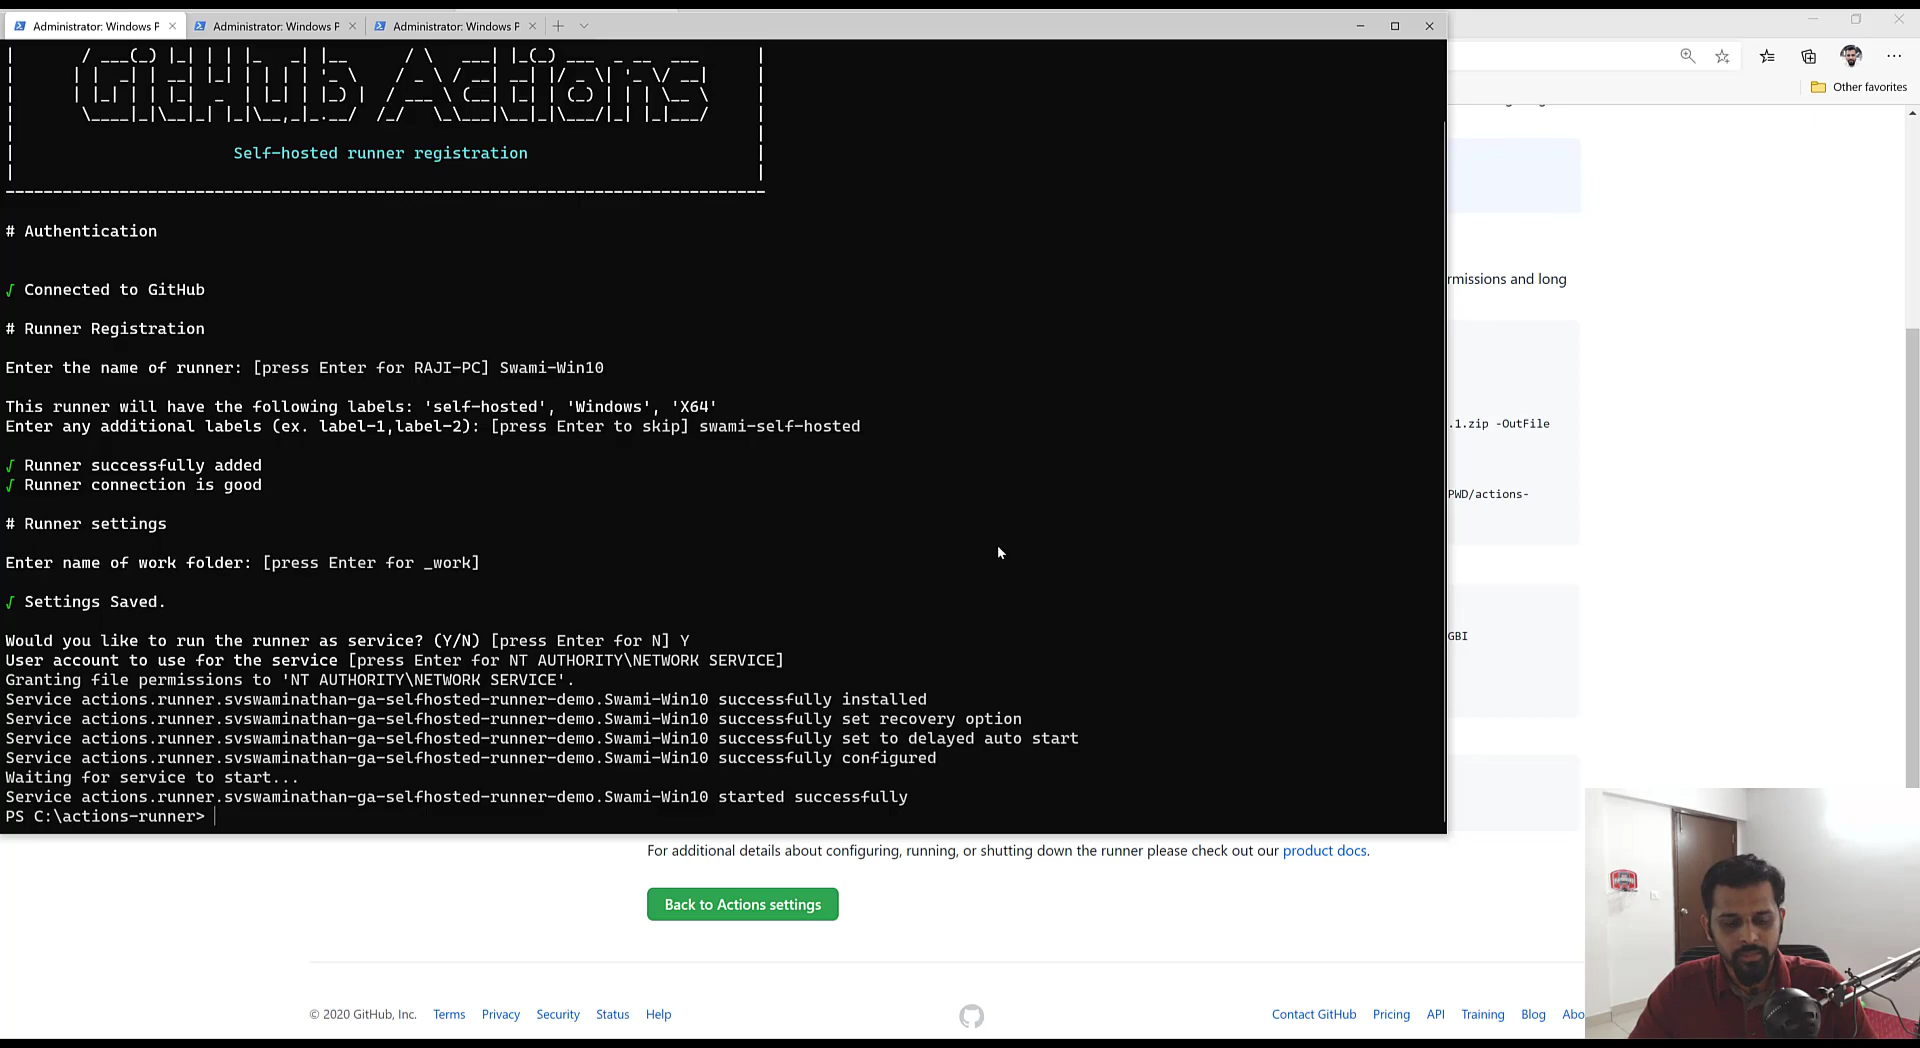 Administrator: Windows P
Administrator: Windows P
Administrator: Windows P
Other favorites
GitHub Actions
Self-hosted runner registration
# Authentication
√ Connected to GitHub
# Runner Registration
Enter the name of runner: [press Enter for RAJI-PC] Swami-Win10
This runner will have the following labels: 'self-hosted', 'Windows', 'X64'
Enter any additional labels (ex. label-1,label-2): [press Enter to skip] swami-self-hosted
√ Runner successfully added
√ Runner connection is good
# Runner settings
Enter name of work folder: [press Enter for _work]
√ Settings Saved.
Would you like to run the runner as service? (Y/N) [press Enter for N] Y
User account to use for the service [press Enter for NT AUTHORITY\NETWORK SERVICE]
Granting file permissions to 'NT AUTHORITY\NETWORK SERVICE'.
Service actions.runner.svswaminathan-ga-selfhosted-runner-demo.Swami-Win10 successfully installed
Service actions.runner.svswaminathan-ga-selfhosted-runner-demo.Swami-Win10 successfully set recovery option
Service actions.runner.svswaminathan-ga-selfhosted-runner-demo.Swami-Win10 successfully set to delayed auto start
Service actions.runner.svswaminathan-ga-selfhosted-runner-demo.Swami-Win10 successfully configured
Waiting for service to start...
Service actions.runner.svswaminathan-ga-selfhosted-runner-demo.Swami-Win10 started successfully
PS C:\actions-runner>
rmissions and long
.1.zip -OutFile
PWD/actions-
GBI
For additional details about configuring, running, or shutting down the runner please check out our product docs.
Back to Actions settings
© 2020 GitHub, Inc. Terms Privacy Security Status Help
Contact GitHub Pricing API Training Blog Abo